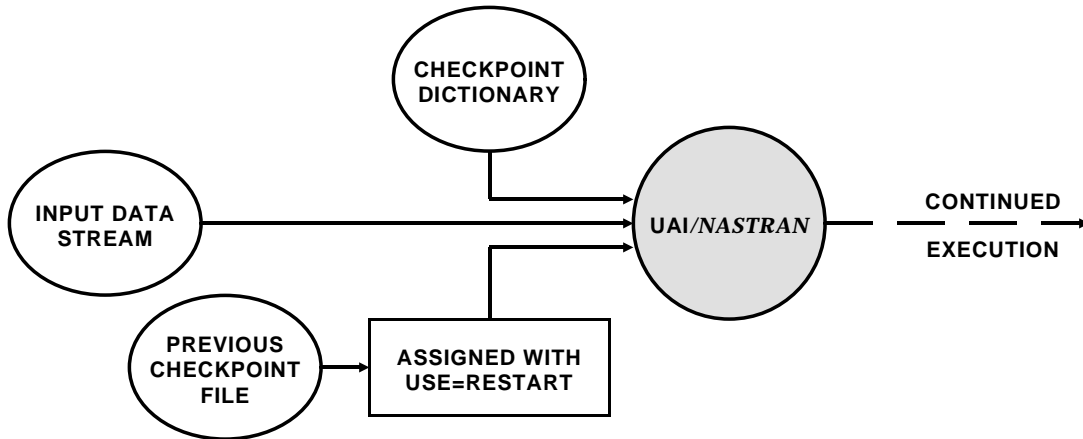 CHECKPOINT
DICTIONARY
INPUT DATA
STREAM
UAI/NASTRAN
CONTINUED
EXECUTION
PREVIOUS
CHECKPOINT
FILE
ASSIGNED WITH
USE=RESTART